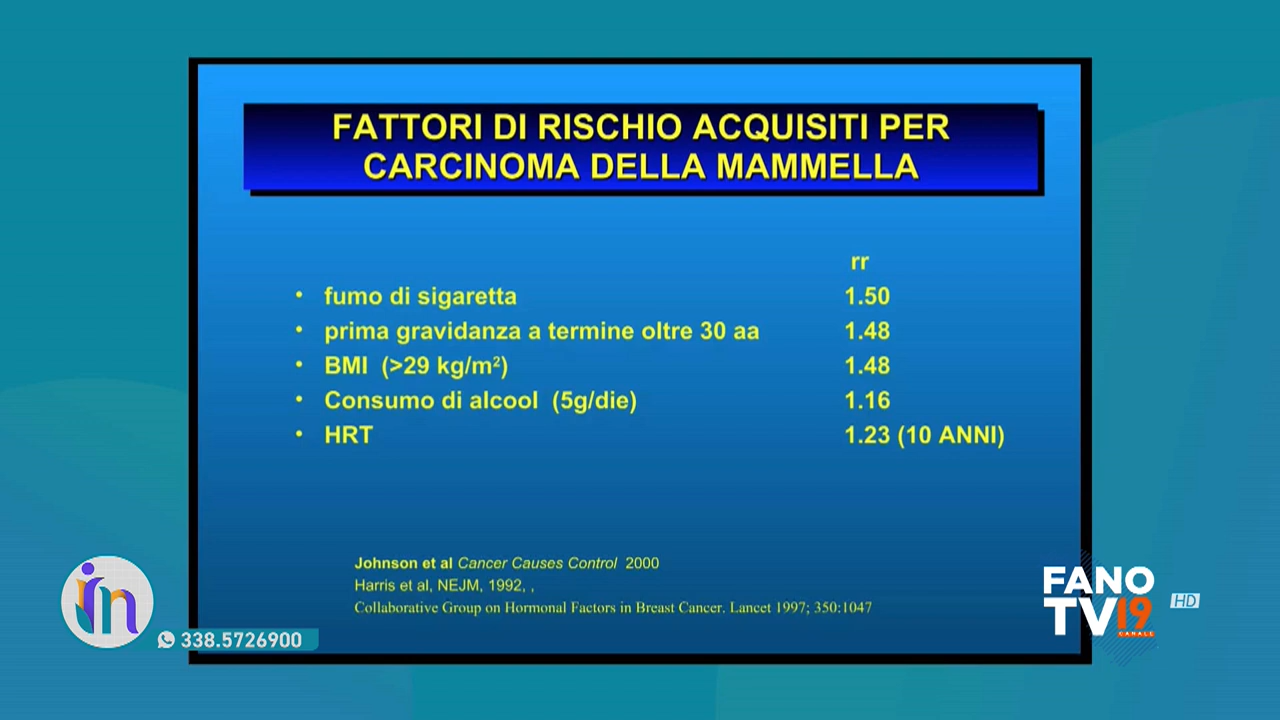 FATTORI DI RISCHIO ACQUISITI PER
CARCINOMA DELLA MAMMELLA
rr
• fumo di sigaretta 1.50
• prima gravidanza a termine oltre 30 aa 1.48
• BMI (>29 kg/m²) 1.48
• Consumo di alcool (5g/die) 1.16
• HRT 1.23 (10 ANNI)
Johnson et al Cancer Causes Control 2000
Harris et al, NEJM, 1992, ,
Collaborative Group on Hormonal Factors in Breast Cancer. Lancet 1997; 350:1047
in
338.5726900
FANO
TV19
CANALE
HD